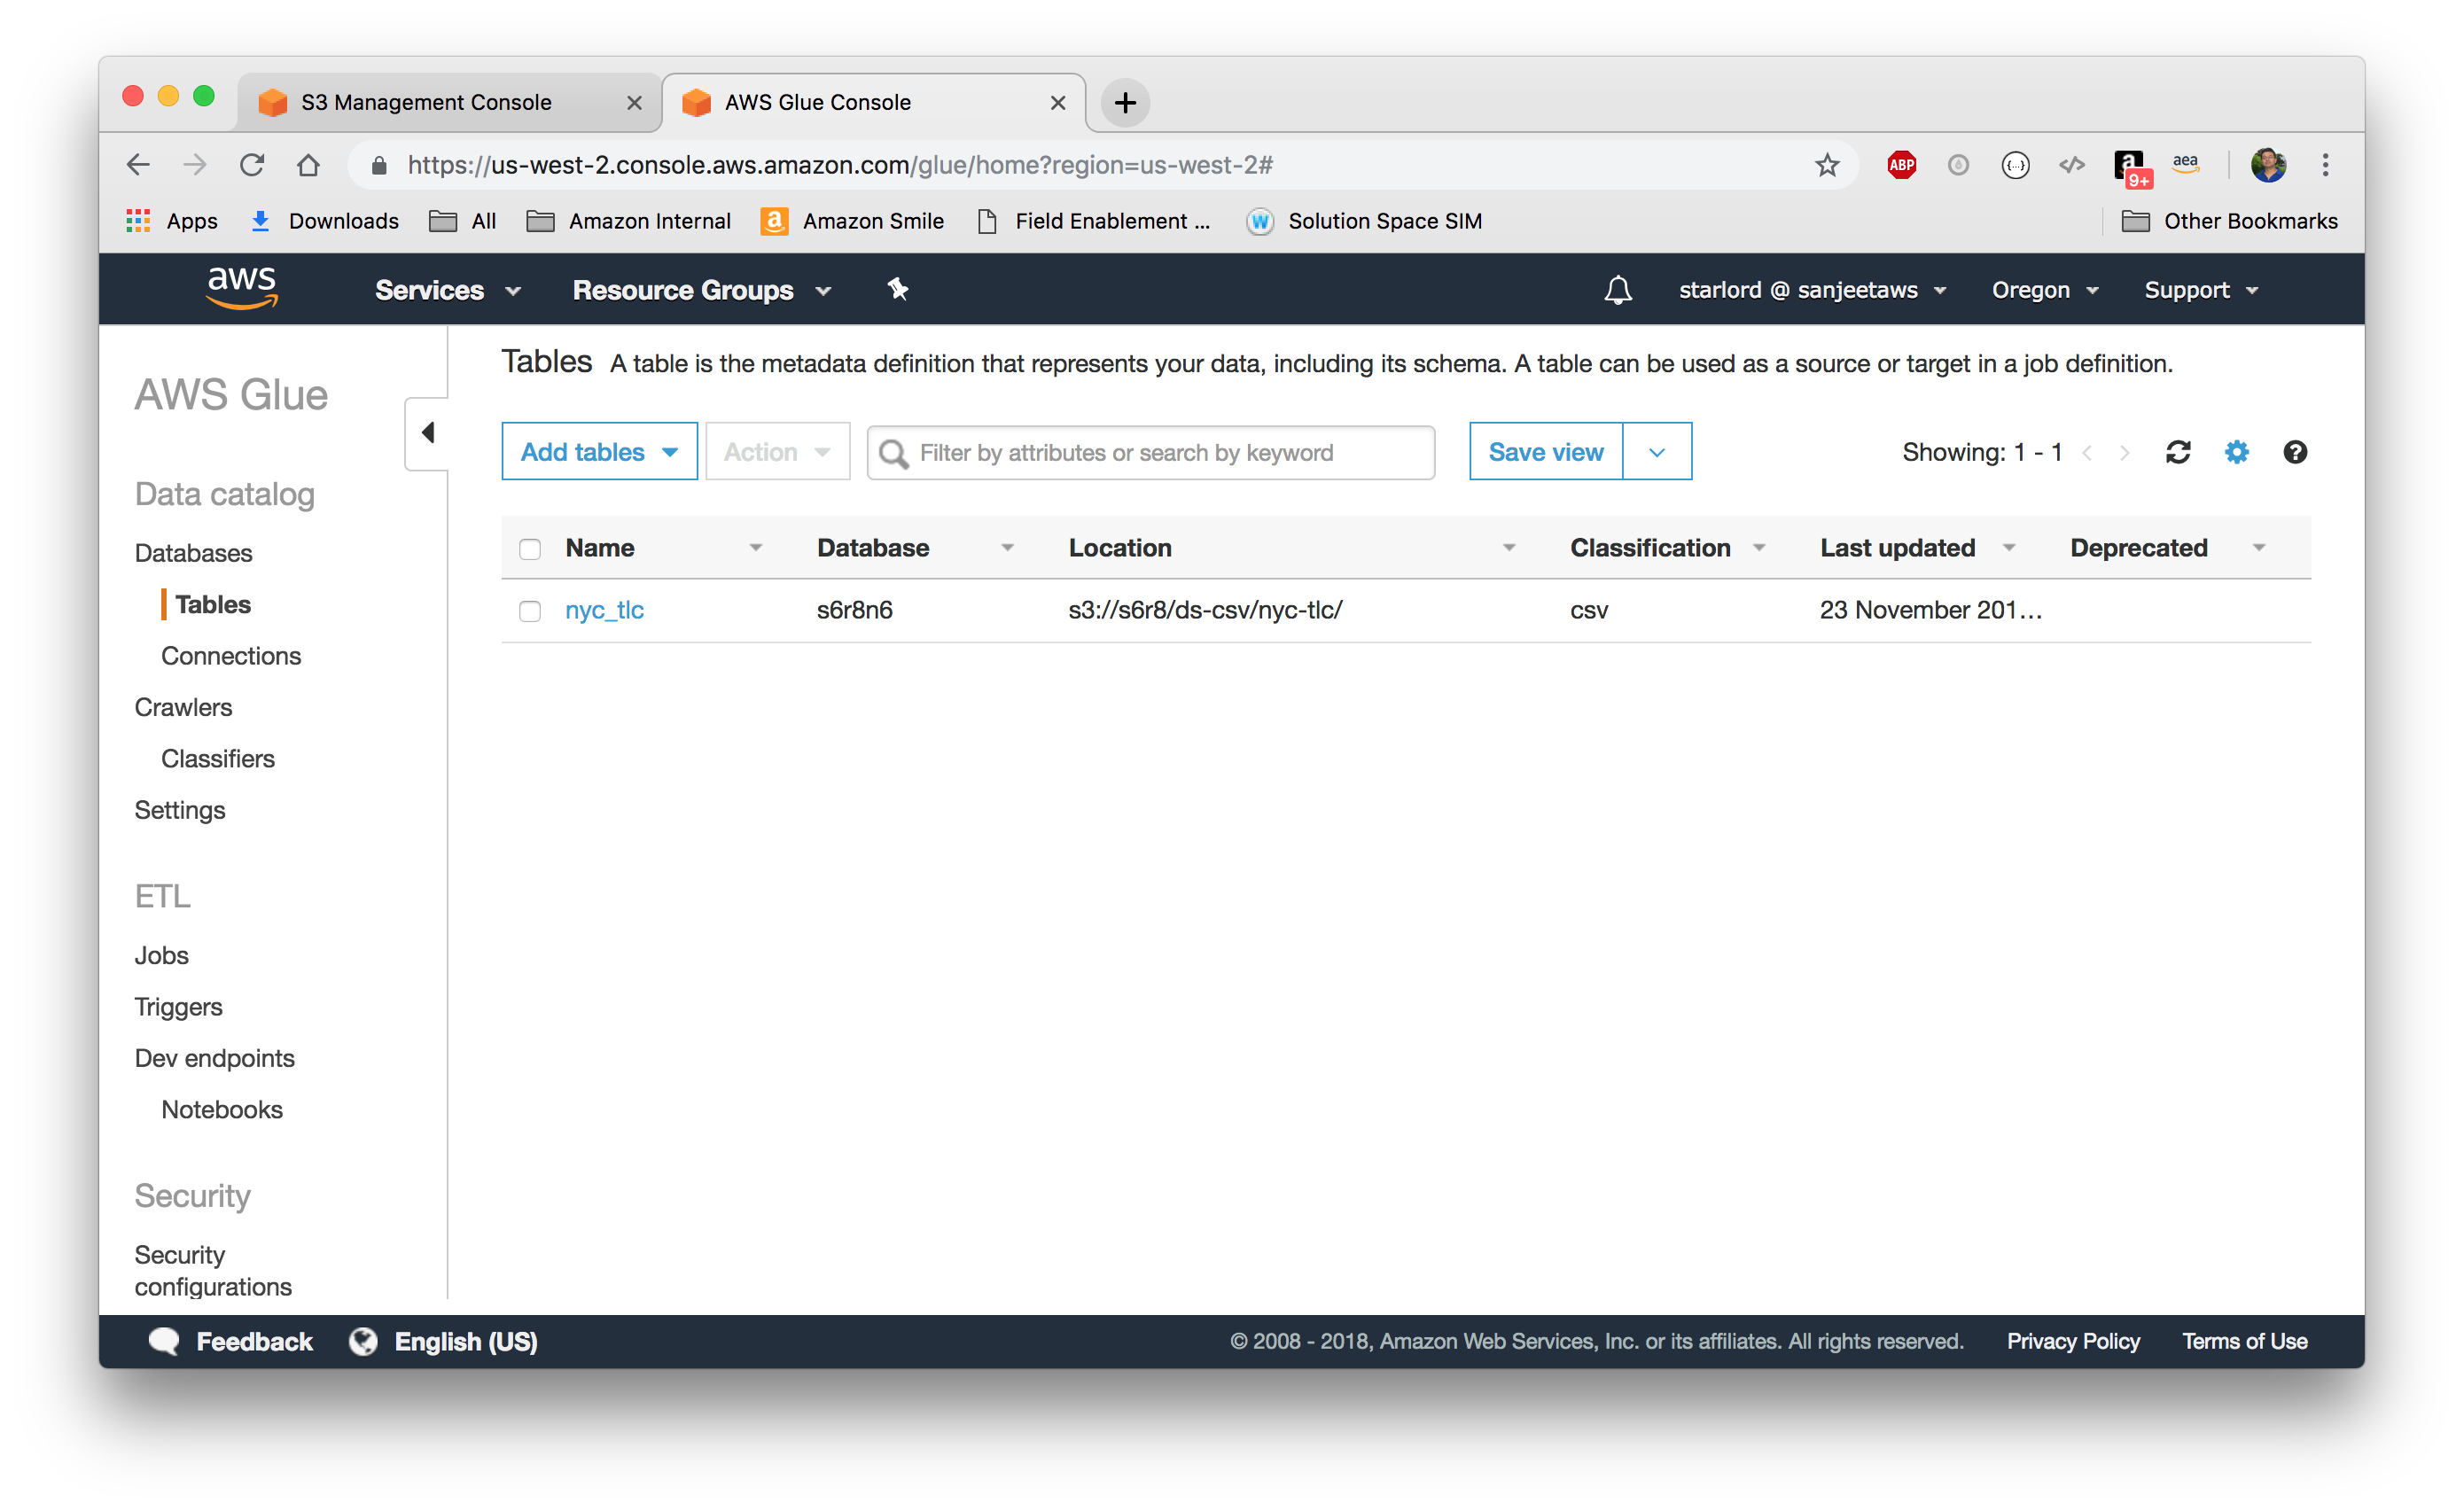 S3 Management Console
AWS Glue Console
https://us-west-2.console.aws.amazon.com/glue/home?region=us-west-2#
ABP
a
9+
aea
Apps
Downloads
All
Amazon Internal
a
Amazon Smile
Field Enablement ...
W
Solution Space SIM
Other Bookmarks
aws
Services
Resource Groups
starlord @ sanjeetaws
Oregon
Support
AWS Glue
Data catalog
Databases
Tables
Connections
Crawlers
Classifiers
Settings
ETL
Jobs
Triggers
Dev endpoints
Notebooks
Security
Security
configurations
Tables A table is the metadata definition that represents your data, including its schema. A table can be used as a source or target in a job definition.
Add tables
Action
Filter by attributes or search by keyword
Save view
Showing: 1 - 1
Name Database Location Classification Last updated Deprecated
nyc_tlc s6r8n6 s3://s6r8/ds-csv/nyc-tlc/ csv 23 November 201...
Feedback
English (US)
© 2008 - 2018, Amazon Web Services, Inc. or its affiliates. All rights reserved.
Privacy Policy
Terms of Use